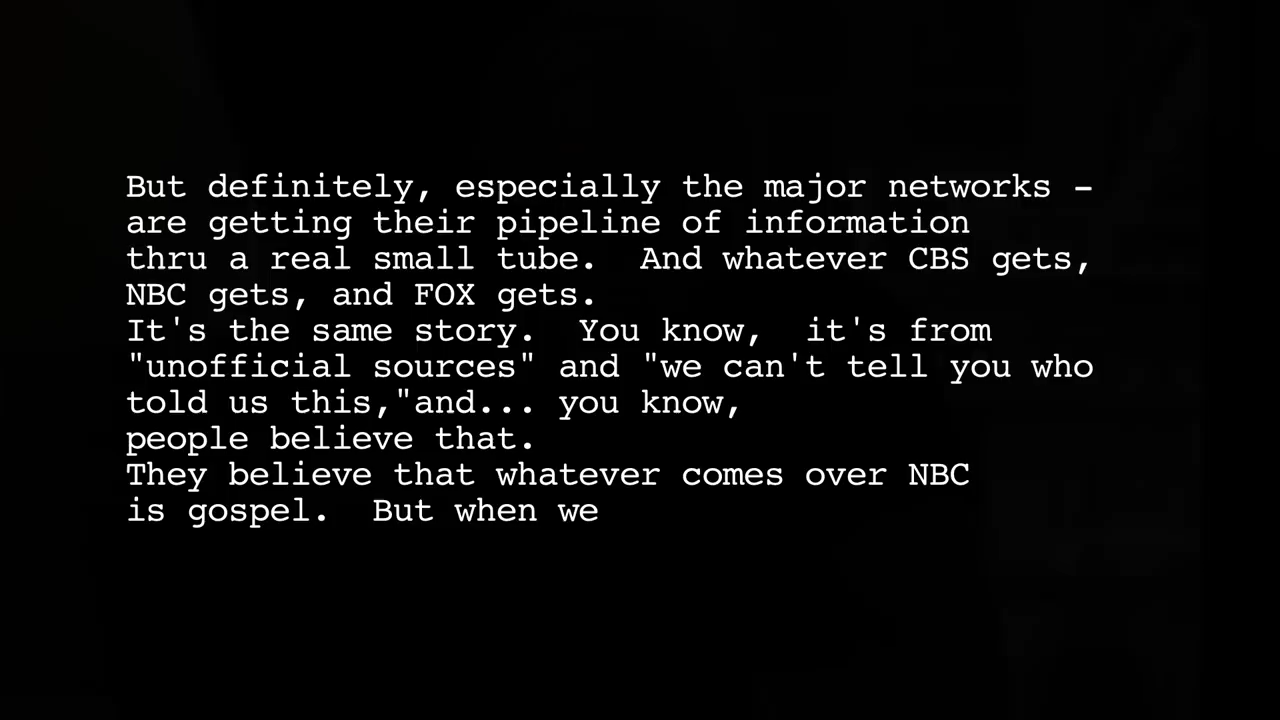 But definitely, especially the major networks –
are getting their pipeline of information
thru a real small tube.  And whatever CBS gets,
NBC gets, and FOX gets.
It's the same story.  You know,  it's from
"unofficial sources" and "we can't tell you who
told us this,"and... you know,
people believe that.
They believe that whatever comes over NBC
is gospel.  But when we